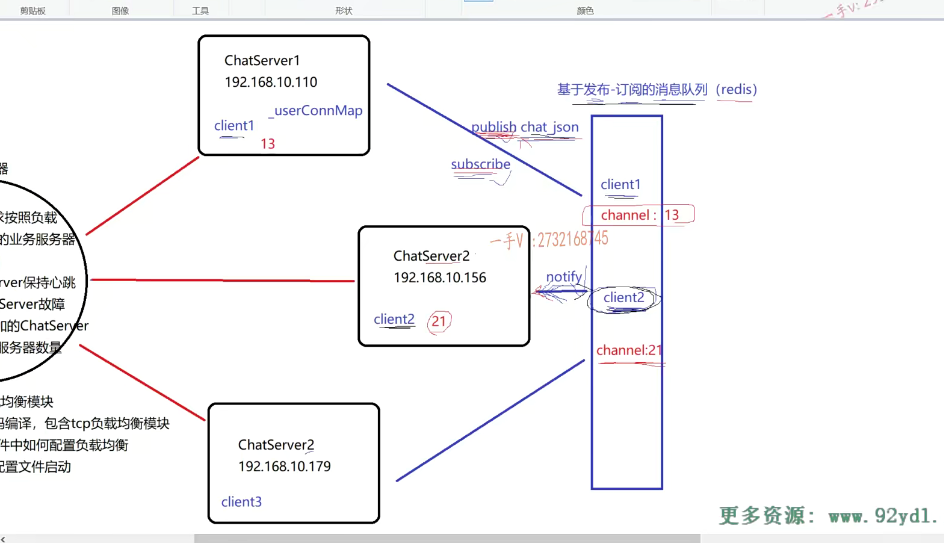 剪贴板
图像
工具
形状
颜色
一手V:
ChatServer1
192.168.10.110
_userConnMap
client1
13
基于发布-订阅的消息队列（redis）
publish chat_json
subscribe
client1
channel：13
器
求按照负载
的业务服务器
rver保持心跳
Server故障
加的ChatServer
服务器数量
ChatServer2
192.168.10.156
client2
21
一手V:2732168745
notify
client2
channel:21
均衡模块
码编译，包含tcp负载均衡模块
件中如何配置负载均衡
配置文件启动
ChatServer2
192.168.10.179
client3
更多资源: www.92ydl.